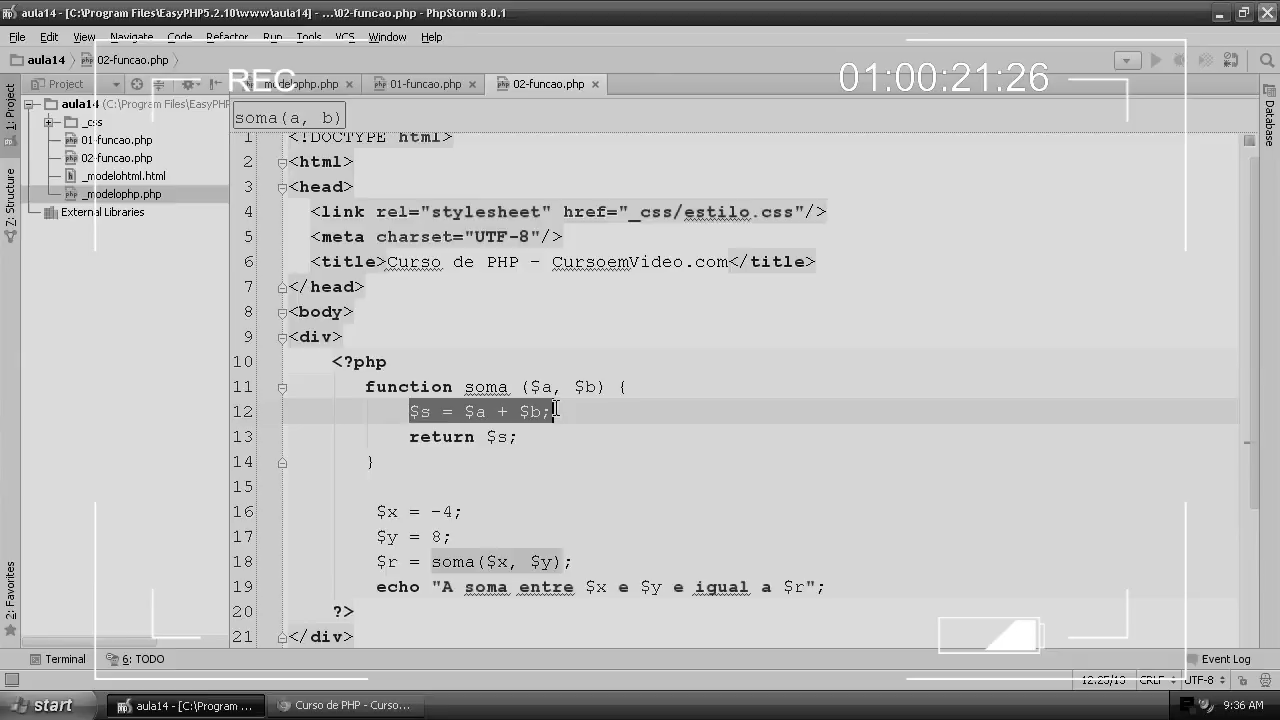 aula14 - [C:\Program Files\EasyPHP5.2.10\www\aula14] - ...\02-funcao.php - PhpStorm 8.0.1
File Edit View Navigate Code Refactor Run Tools VCS Window Help
aula14 02-funcao.php
REC
01:00:21:26
Project
modelophp.php 01-funcao.php 02-funcao.php
1: Project
2: Structure
2: Favorites
Database
aula14 (C:\Program Files\EasyPHP
_css
01-funcao.php
02-funcao.php
_modelohtml.html
_modelophp.php
External Libraries
soma(a, b)
1 <!DOCTYPE html>
2 <html>
3 <head>
4 <link rel="stylesheet" href="_css/estilo.css"/>
5 <meta charset="UTF-8"/>
6 <title>Curso de PHP - CursoemVideo.com</title>
7 </head>
8 <body>
9 <div>
10 <?php
11 function soma ($a, $b) {
12 $s = $a + $b;
13 return $s;
14 }
15
16 $x = -4;
17 $y = 8;
18 $r = soma($x, $y);
19 echo "A soma entre $x e $y e igual a $r";
20 ?>
21 </div>
Terminal 6: TODO Event Log
12:25/13 CRLF UTF-8
start aula14 - [C:\Program ... Curso de PHP - Curso... 9:36 AM